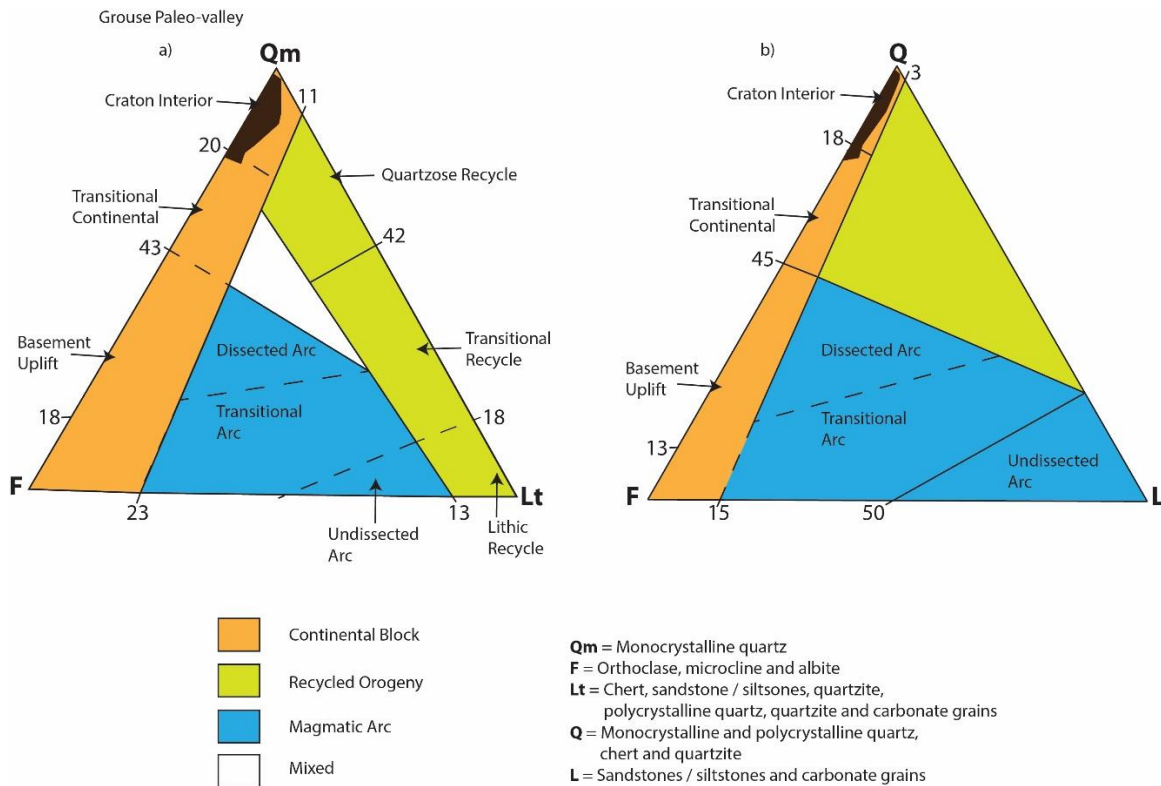 Grouse Paleo-valley
a)
Qm
Craton Interior
11
20
Quartzose Recycle
Transitional
Continental
43
42
Basement
Uplift
Dissected Arc
Transitional
Recycle
18
Transitional
Arc
18
F
Lt
23
13
Undissected
Arc
Lithic
Recycle
b)
Q
3
Craton Interior
18
Transitional
Continental
45
Basement
Uplift
Dissected Arc
Transitional
Arc
13
Undissected
Arc
F
L
15
50
Continental Block
Recycled Orogeny
Magmatic Arc
Mixed
Qm = Monocrystalline quartz
F = Orthoclase, microcline and albite
Lt = Chert, sandstone / siltsones, quartzite,
polycrystalline quartz, quartzite and carbonate grains
Q = Monocrystalline and polycrystalline quartz,
chert and quartzite
L = Sandstones / siltstones and carbonate grains